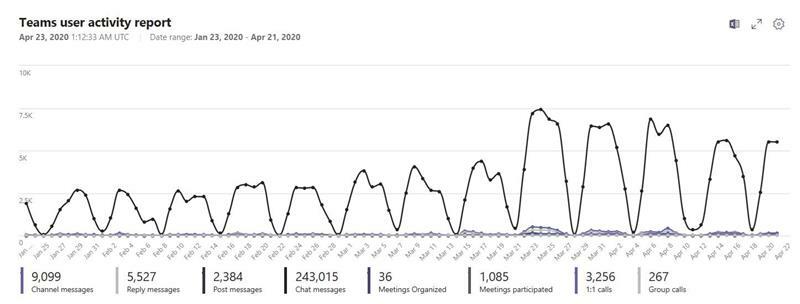 Teams user activity report
Apr 23, 2020 1:12:33 AM UTC | Date range: Jan 23, 2020 - Apr 21, 2020
10K
7.5K
5K
2.5K
0
Jan 25 Jan 27 Jan 29 Jan 31 Feb 2 Feb 4 Feb 6 Feb 8 Feb 10 Feb 12 Feb 14 Feb 16 Feb 18 Feb 20 Feb 22 Feb 24 Feb 26 Feb 28 Mar 1 Mar 3 Mar 5 Mar 7 Mar 9 Mar 11 Mar 13 Mar 15 Mar 17 Mar 19 Mar 21 Mar 23 Mar 25 Mar 27 Mar 29 Mar 31 Apr 2 Apr 4 Apr 6 Apr 8 Apr 10 Apr 12 Apr 14 Apr 16 Apr 18 Apr 20 Apr 22
9,099 5,527 2,384 243,015 36 1,085 3,256 267
Channel messages Reply messages Post messages Chat messages Meetings Organized Meetings participated 1:1 calls Group calls